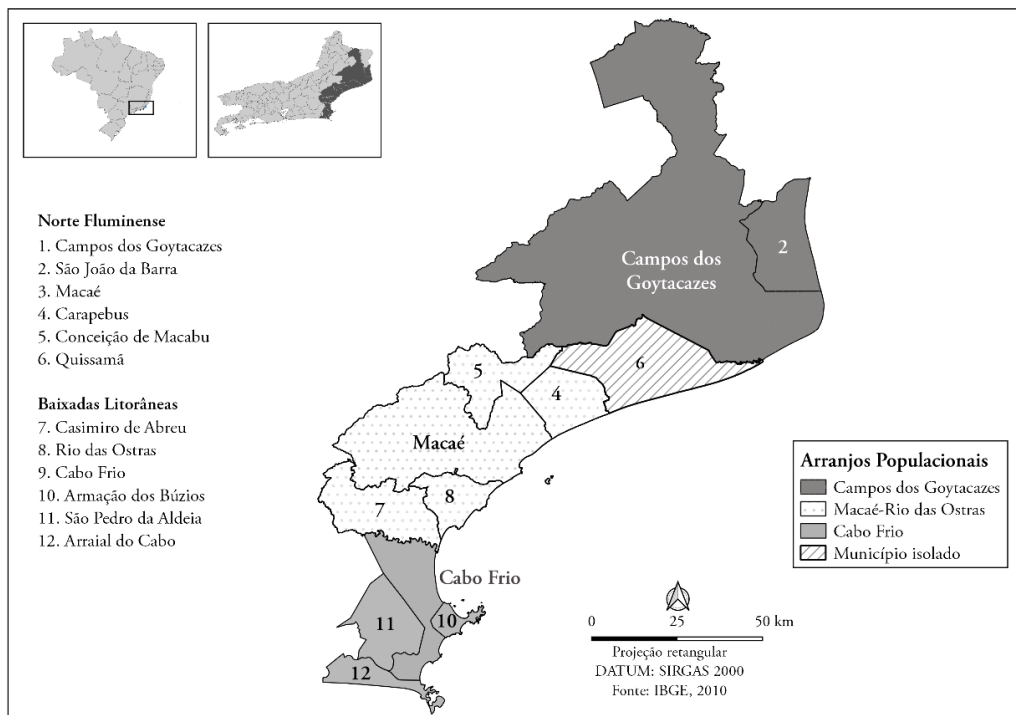 Norte Fluminense
1. Campos dos Goytacazes
2. São João da Barra
3. Macaé
4. Carapebus
5. Conceição de Macabu
6. Quissamã
Baixadas Litorâneas
7. Casimiro de Abreu
8. Rio das Ostras
9. Cabo Frio
10. Armação dos Búzios
11. São Pedro da Aldeia
12. Arraial do Cabo
Campos dos
Goytacazes
2
6
5
4
Macaé
8
7
Cabo Frio
10
11
12
Arranjos Populacionais
Campos dos Goytacazes
Macaé-Rio das Ostras
Cabo Frio
Município isolado
0 25 50 km
Projeção retangular
DATUM: SIRGAS 2000
Fonte: IBGE, 2010